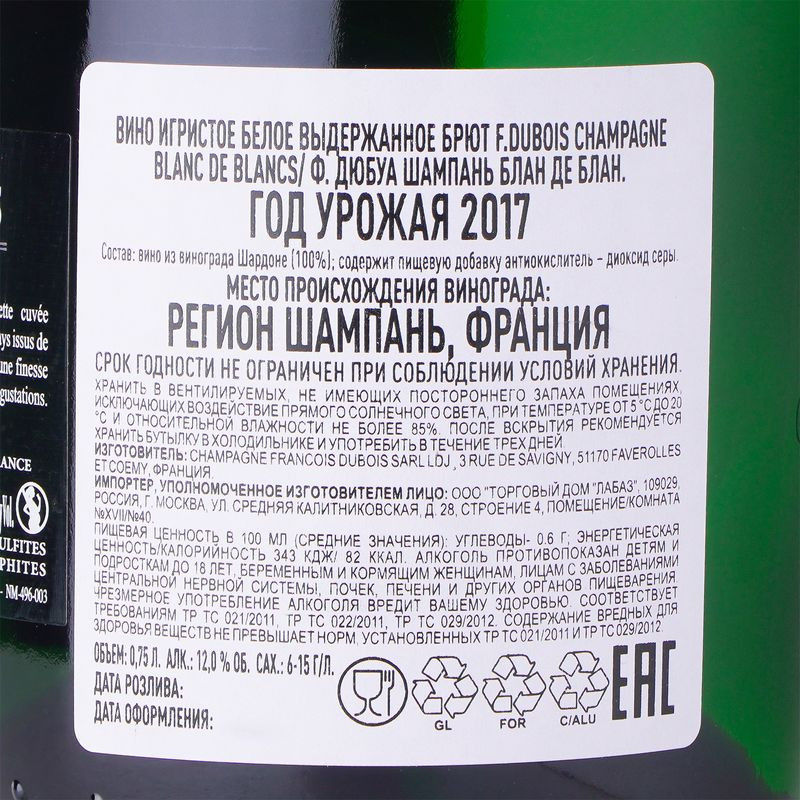 ВИНО ИГРИСТОЕ БЕЛОЕ ВЫДЕРЖАННОЕ БРЮТ F.DUBOIS CHAMPAGNE
BLANC DE BLANCS/ Ф. ДЮБУА ШАМПАНЬ БЛАН ДЕ БЛАН.
ГОД УРОЖАЯ 2017
Состав: вино из винограда Шардоне (100%); содержит пищевую добавку антиокислитель – диоксид серы.
МЕСТО ПРОИСХОЖДЕНИЯ ВИНОГРАДА:
РЕГИОН ШАМПАНЬ, ФРАНЦИЯ
СРОК ГОДНОСТИ НЕ ОГРАНИЧЕН ПРИ СОБЛЮДЕНИИ УСЛОВИЙ ХРАНЕНИЯ.
ХРАНИТЬ В ВЕНТИЛИРУЕМЫХ, НЕ ИМЕЮЩИХ ПОСТОРОННЕГО ЗАПАХА ПОМЕЩЕНИЯХ,
ИСКЛЮЧАЮЩИХ ВОЗДЕЙСТВИЕ ПРЯМОГО СОЛНЕЧНОГО СВЕТА, ПРИ ТЕМПЕРАТУРЕ ОТ 5 °С ДО 20
°С И ОТНОСИТЕЛЬНОЙ ВЛАЖНОСТИ НЕ БОЛЕЕ 85%. ПОСЛЕ ВСКРЫТИЯ РЕКОМЕНДУЕТСЯ
ХРАНИТЬ БУТЫЛКУ В ХОЛОДИЛЬНИКЕ И УПОТРЕБИТЬ В ТЕЧЕНИЕ ТРЕХ ДНЕЙ.
ИЗГОТОВИТЕЛЬ: CHAMPAGNE FRANCOIS DUBOIS SARL LDJ , 3 RUE DE SAVIGNY, 51170 FAVEROLLES
ET COEMY, ФРАНЦИЯ.
ИМПОРТЕР, УПОЛНОМОЧЕННОЕ ИЗГОТОВИТЕЛЕМ ЛИЦО: ООО "ТОРГОВЫЙ ДОМ "ЛАБАЗ", 109029,
РОССИЯ, Г. МОСКВА, УЛ. СРЕДНЯЯ КАЛИТНИКОВСКАЯ, Д. 28, СТРОЕНИЕ 4, ПОМЕЩЕНИЕ/КОМНАТА
№XVII/№40.
ПИЩЕВАЯ ЦЕННОСТЬ В 100 МЛ (СРЕДНИЕ ЗНАЧЕНИЯ): УГЛЕВОДЫ- 0.6 Г; ЭНЕРГЕТИЧЕСКАЯ
ЦЕННОСТЬ/КАЛОРИЙНОСТЬ 343 КДЖ/ 82 ККАЛ. АЛКОГОЛЬ ПРОТИВОПОКАЗАН ДЕТЯМ И
ПОДРОСТКАМ ДО 18 ЛЕТ, БЕРЕМЕННЫМ И КОРМЯЩИМ ЖЕНЩИНАМ, ЛИЦАМ С ЗАБОЛЕВАНИЯМИ
ЦЕНТРАЛЬНОЙ НЕРВНОЙ СИСТЕМЫ, ПОЧЕК, ПЕЧЕНИ И ДРУГИХ ОРГАНОВ ПИЩЕВАРЕНИЯ.
ЧРЕЗМЕРНОЕ УПОТРЕБЛЕНИЕ АЛКОГОЛЯ ВРЕДИТ ВАШЕМУ ЗДОРОВЬЮ. СООТВЕТСТВУЕТ
ТРЕБОВАНИЯМ ТР ТС 021/2011, ТР ТС 022/2011, ТР ТС 029/2012. СОДЕРЖАНИЕ ВРЕДНЫХ ДЛЯ
ЗДОРОВЬЯ ВЕЩЕСТВ НЕ ПРЕВЫШАЕТ НОРМ, УСТАНОВЛЕННЫХ ТР ТС 021/2011 И ТР ТС 029/2012.
ОБЪЕМ: 0,75 Л. АЛК.: 12,0 % ОБ. САХ.: 6-15 Г/Л.
ДАТА РОЗЛИВА:
ДАТА ОФОРМЛЕНИЯ:
GL FOR C/ALU
EAC
ette cuvée
ys issus de
une finesse
gustations.
ANCE
Vol.
ULFITES
PHITES
- NM-496-003